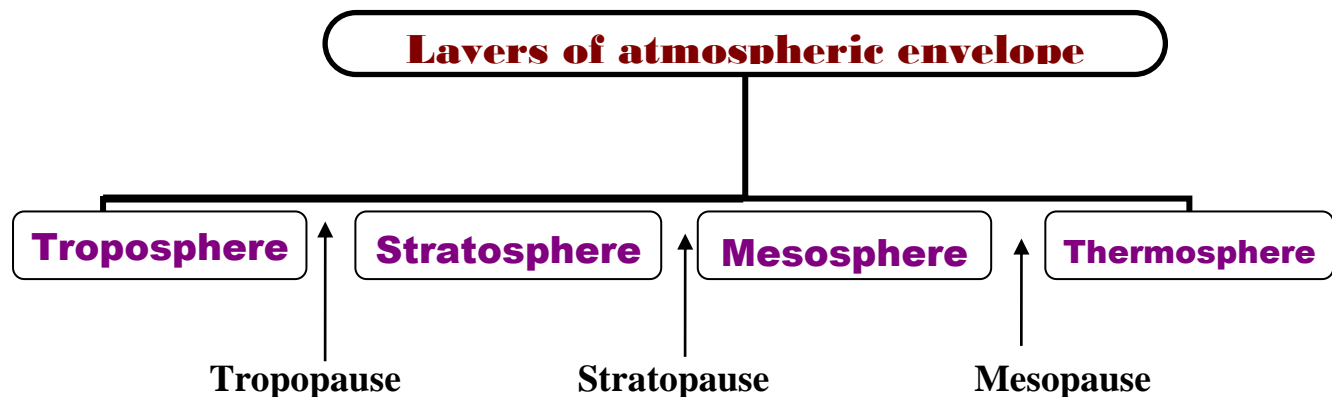 Layers of atmospheric envelope
Troposphere
Stratosphere
Mesosphere
Thermosphere
Tropopause
Stratopause
Mesopause